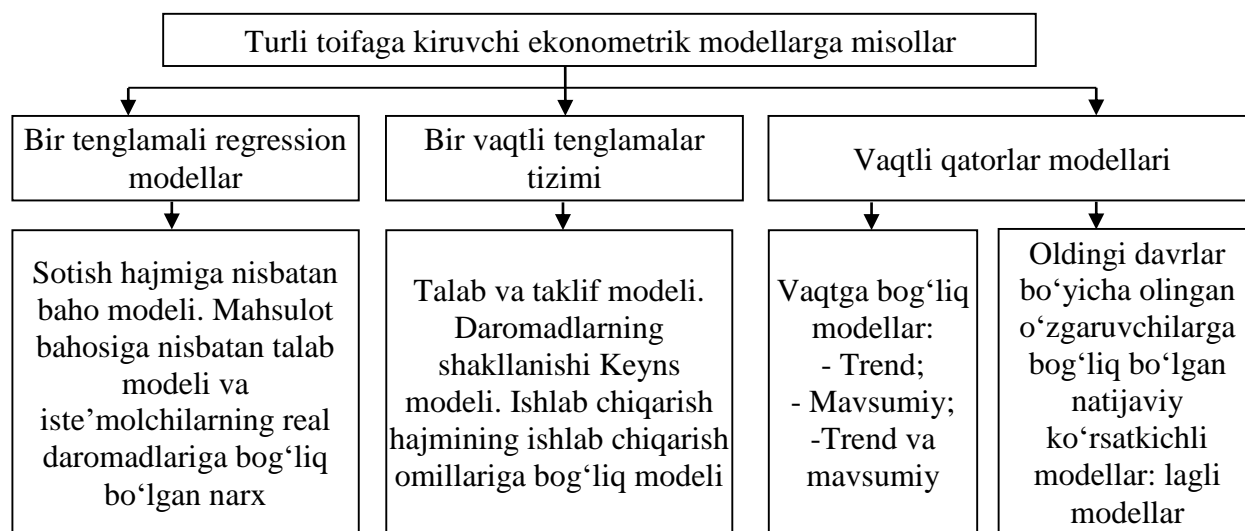 Turli toifaga kiruvchi ekonometrik modellarga misollar
Bir tenglamali regression
modellar
Bir vaqtli tenglamalar
tizimi
Vaqtli qatorlar modellari
Sotish hajmiga nisbatan
baho modeli. Mahsulot
bahosiga nisbatan talab
modeli va
iste’molchilarning real
daromadlariga bog‘liq
bo‘lgan narx
Talab va taklif modeli.
Daromadlarning
shakllanishi Keyns
modeli. Ishlab chiqarish
hajmining ishlab chiqarish
omillariga bog‘liq modeli
Vaqtga bog‘liq
modellar:
- Trend;
- Mavsumiy;
-Trend va
mavsumiy
Oldingi davrlar
bo‘yicha olingan
o‘zgaruvchilarga
bog‘liq bo‘lgan
natijaviy
ko‘rsatkichli
modellar: lagli
modellar